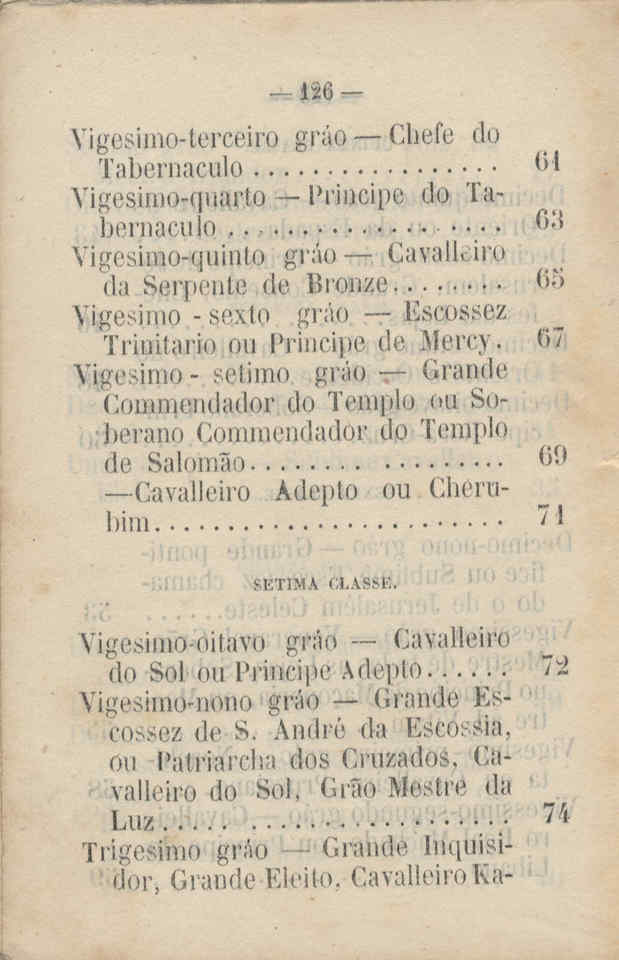 — 126 —
Vigesimo-terceiro gráo — Chefe do
Tabernaculo ................. 61
Vigesimo-quarto — Principe do Ta-
bernaculo ................... 63
Vigesimo-quinto gráo — Cavalleiro
da Serpente de Bronze........ 65
Vigesimo - sexto gráo — Escossez
Trinitario ou Principe de Mercy. 67
Vigesimo - setimo gráo — Grande
Commendador do Templo ou So-
berano Commendador do Templo
de Salomão................. 69
—Cavalleiro Adepto ou Cheru-
bim........................ 71
SETIMA CLASSE.
Vigesimo-oitavo gráo — Cavalleiro
do Sol ou Principe Adepto...... 72
Vigesimo-nono gráo — Grande Es-
cossez de S. André da Escossia,
ou Patriarcha dos Cruzados, Ca-
valleiro do Sol, Grão Mestre da
Luz....................... 74
Trigesimo gráo — Grande Inquisi-
dor, Grande Eleito, Cavalleiro Ka-